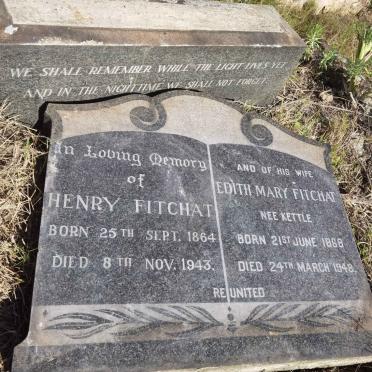 WE SHALL REMEMBER WHILE THE LIGHT LIVES YET
AND IN THE NIGHTTIME WE SHALL NOT FORGET
In Loving Memory
of
HENRY FITCHAT
BORN 25TH SEPT. 1864
DIED 8TH NOV. 1943.
AND OF HIS WIFE
EDITH MARY FITCHAT
NEE KETTLE
BORN 21ST JUNE 1868
DIED 24TH MARCH 1948.
REUNITED